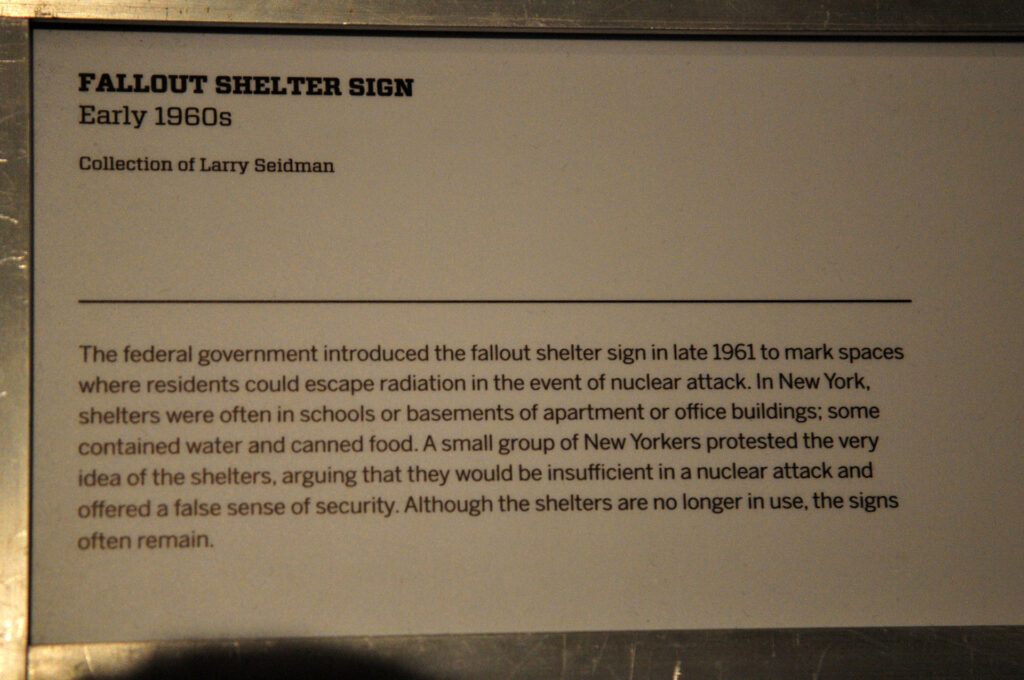 FALLOUT SHELTER SIGN
Early 1960s
Collection of Larry Seidman
The federal government introduced the fallout shelter sign in late 1961 to mark spaces
where residents could escape radiation in the event of nuclear attack. In New York,
shelters were often in schools or basements of apartment or office buildings; some
contained water and canned food. A small group of New Yorkers protested the very
idea of the shelters, arguing that they would be insufficient in a nuclear attack and
offered a false sense of security. Although the shelters are no longer in use, the signs
often remain.